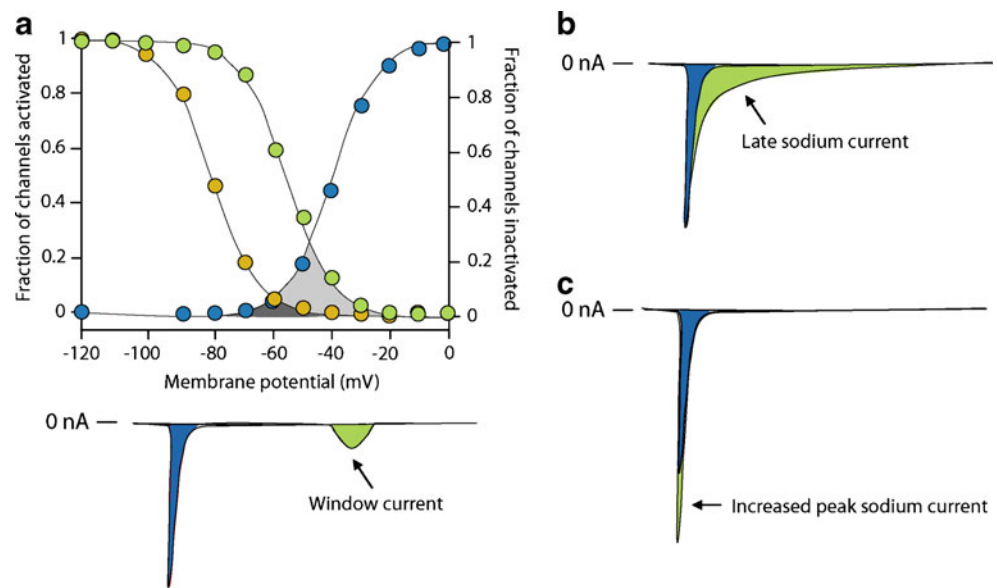 a
Fraction of channels activated
1
0.8
0.6
0.4
0.2
0
1
0.8
0.6
0.4
0.2
0
Fraction of channels inactivated
-120 -100 -80 -60 -40 -20 0
Membrane potential (mV)
0 nA
Window current
b
0 nA
Late sodium current
0 nA
c
Increased peak sodium current